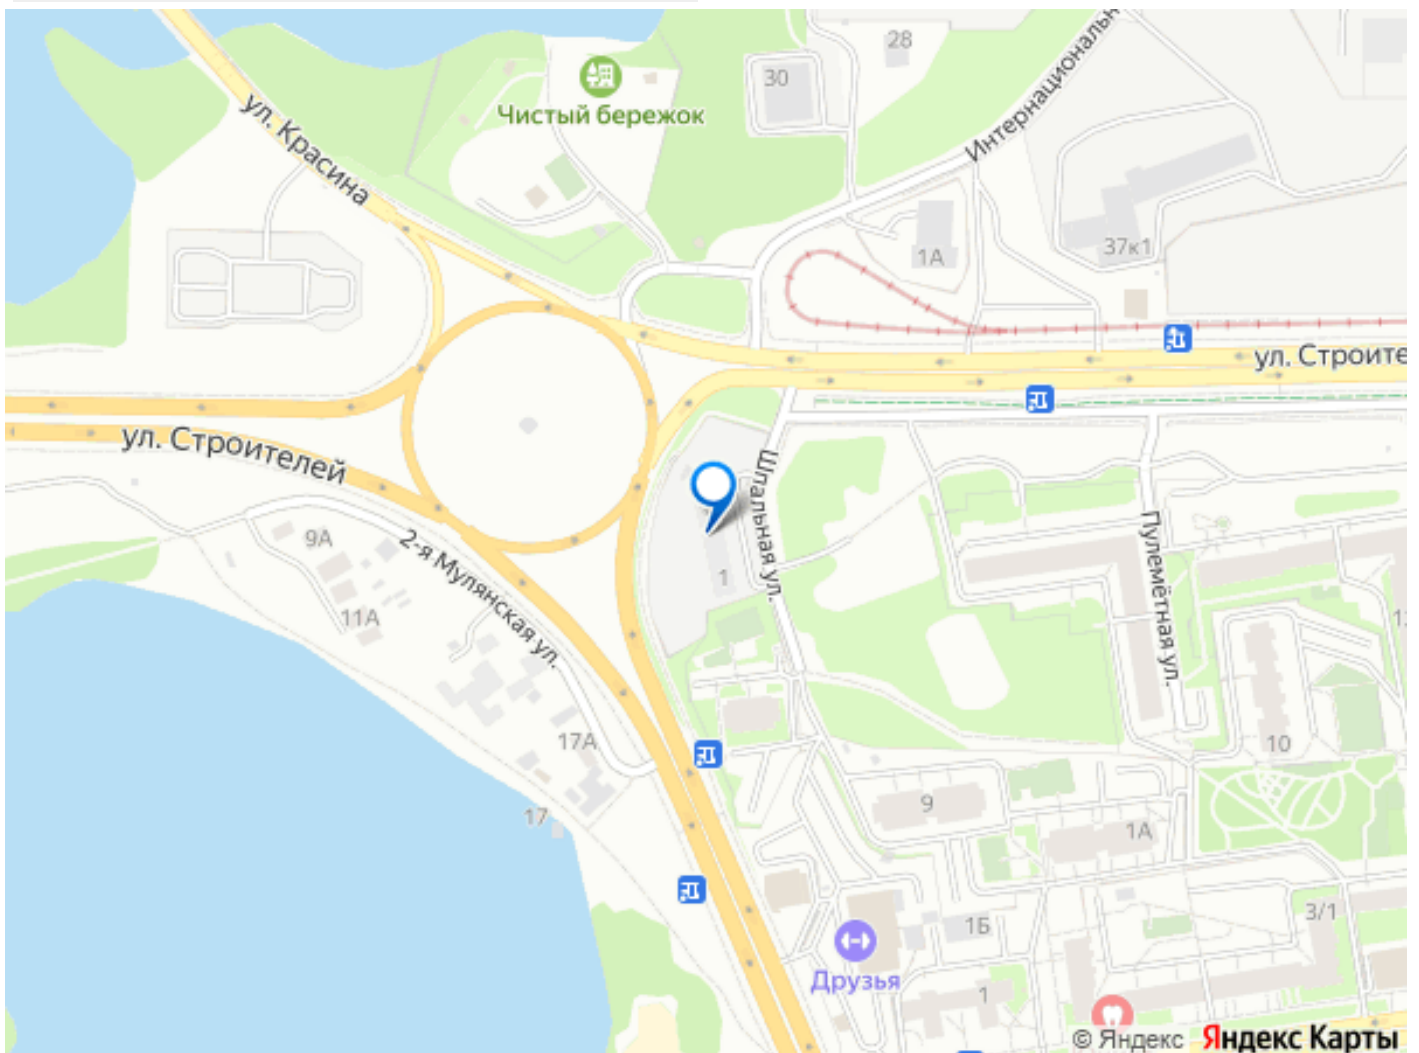 28
30
Чистый бережок
ул. Красина
Интернациональн
1А
37к1
ул. Строите
ул. Строителей
Шпальная ул.
Пулемётная ул.
9А
2-я Мулянская ул.
11А
1
17А
17
10
9
1А
3/1
1Б
Друзья
1
© Яндекс Яндекс Карты